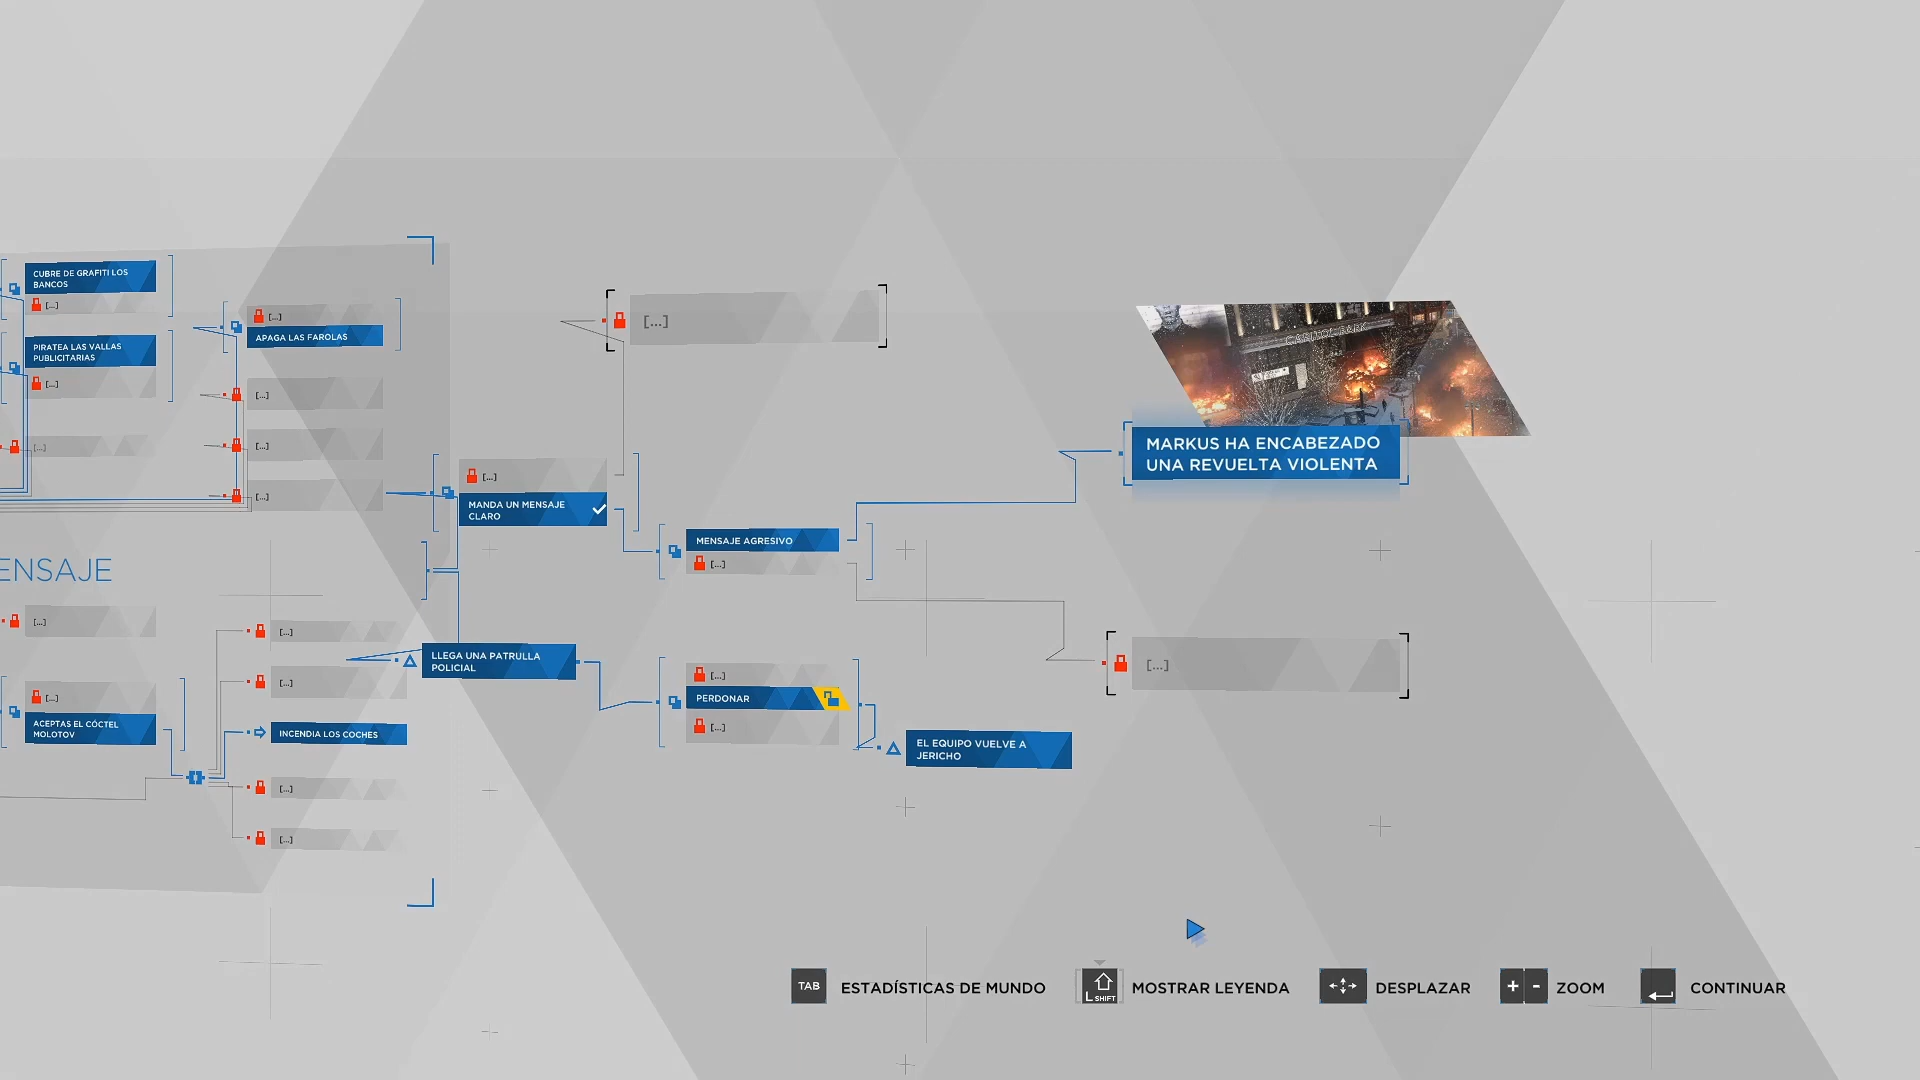 CUBRE DE GRAFITI LOS
BANCOS
[...]
PIRATEA LAS VALLAS
PUBLICITARIAS
[...]
[...]
[...]
APAGA LAS FAROLAS
[...]
[...]
[...]
[...]
MANDA UN MENSAJE
CLARO
[...]
CAPITOL PARK
MARKUS HA ENCABEZADO
UNA REVUELTA VIOLENTA
MENSAJE AGRESIVO
[...]
ENSAJE
[...]
[...]
ACEPTAS EL CÓCTEL
MOLOTOV
[...]
[...]
INCENDIA LOS COCHES
[...]
[...]
LLEGA UNA PATRULLA
POLICIAL
[...]
PERDONAR
[...]
EL EQUIPO VUELVE A
JERICHO
[...]
TAB ESTADÍSTICAS DE MUNDO
L SHIFT MOSTRAR LEYENDA
DESPLAZAR
+ - ZOOM
CONTINUAR